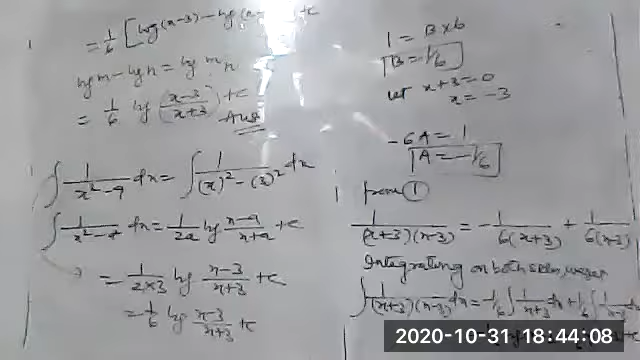 = 1/6 [log(x-3) - log(x
log m - log n = log m/n
= 1/6 log (x-3)/(x+3) + c
Ans
∫ 1/(x²-9) dx = ∫ 1/((x)²-(3)²) dx
∫ 1/(x²-a²) dx = 1/2a log (x-a)/(x+a) + c
= 1/(2×3) log (x-3)/(x+3) + c
= 1/6 log (x-3)/(x+3) + c
1 = B×6
B = 1/6
let x+3=0
x = -3
-6A = 1
A = -1/6
from ①
1/((x+3)(x-3)) = -1/(6(x+3)) + 1/(6(x-3))
Integrating on both sides, we get
∫ 1/((x+3)(x-3)) dx = -1/6 ∫ 1/(x+3) dx + 1/6 ∫ 1/(x-3) dx
2020-10-31 18:44:08